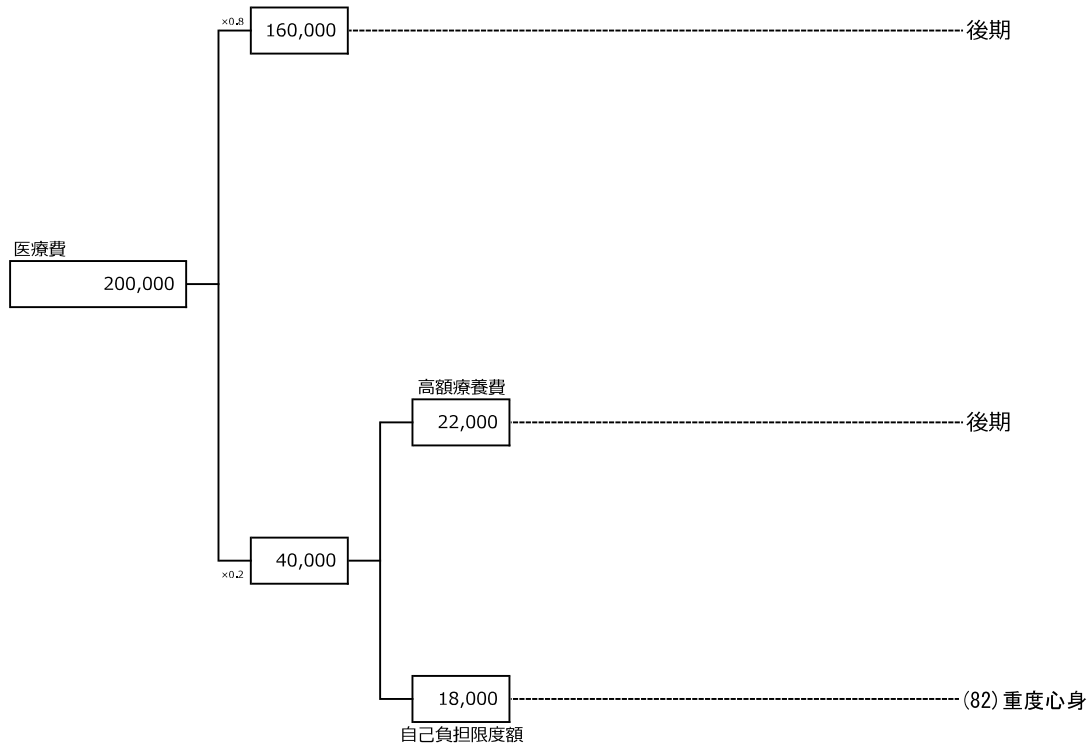 ×0.8
160,000
後期
医療費
200,000
高額療養費
22,000
後期
40,000
×0.2
18,000
(82)重度心身
自己負担限度額